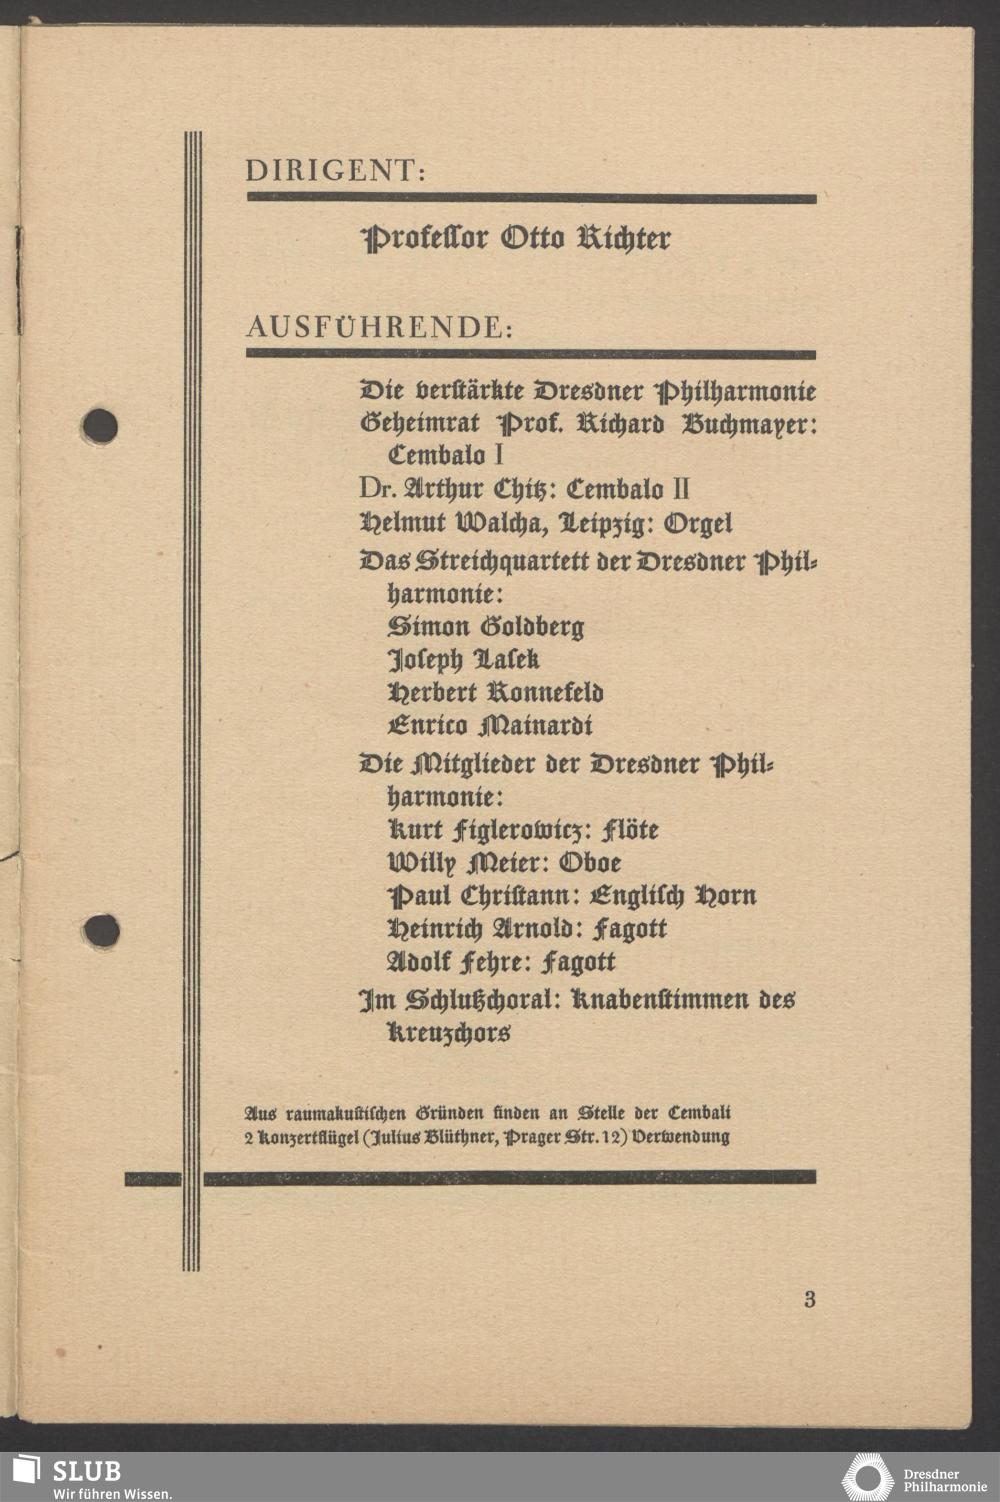 DIRIGENT:
Professor Otto Richter
AUSFÜHRENDE:
Die verstärkte Dresdner Philharmonie
Geheimrat Prof. Richard Buchmayer:
Cembalo I
Dr. Arthur Chitz: Cembalo II
Helmut Walcha, Leipzig: Orgel
Das Streichquartett der Dresdner Phil-
harmonie:
Simon Goldberg
Joseph Lasek
Herbert Ronnefeld
Enrico Mainardi
Die Mitglieder der Dresdner Phil-
harmonie:
Kurt Figlerowicz: Flöte
Willy Meier: Oboe
Paul Christann: Englisch Horn
Heinrich Arnold: Fagott
Adolf Fehre: Fagott
Im Schlußchoral: Knabenstimmen des
Kreuzchors
Aus raumakustischen Gründen finden an Stelle der Cembali
2 Konzertflügel (Julius Blüthner, Prager Str. 12) Verwendung
3
SLUB
Wir führen Wissen.
Dresdner
Philharmonie